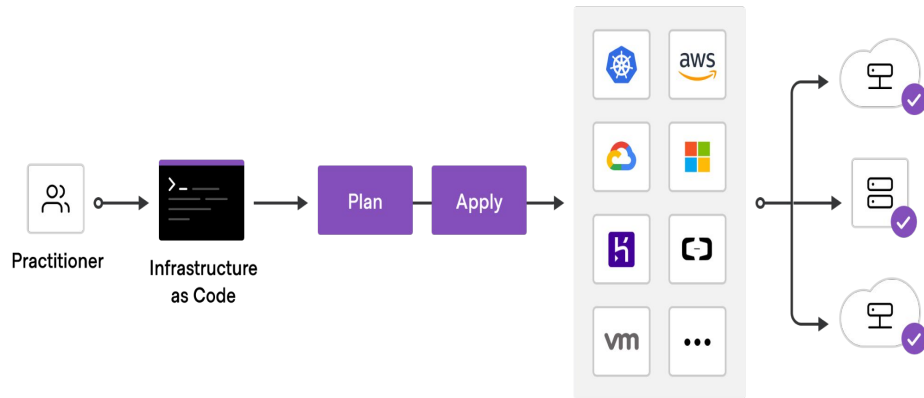 aws
Plan
Apply
Practitioner
Infrastructure
as Code
vm